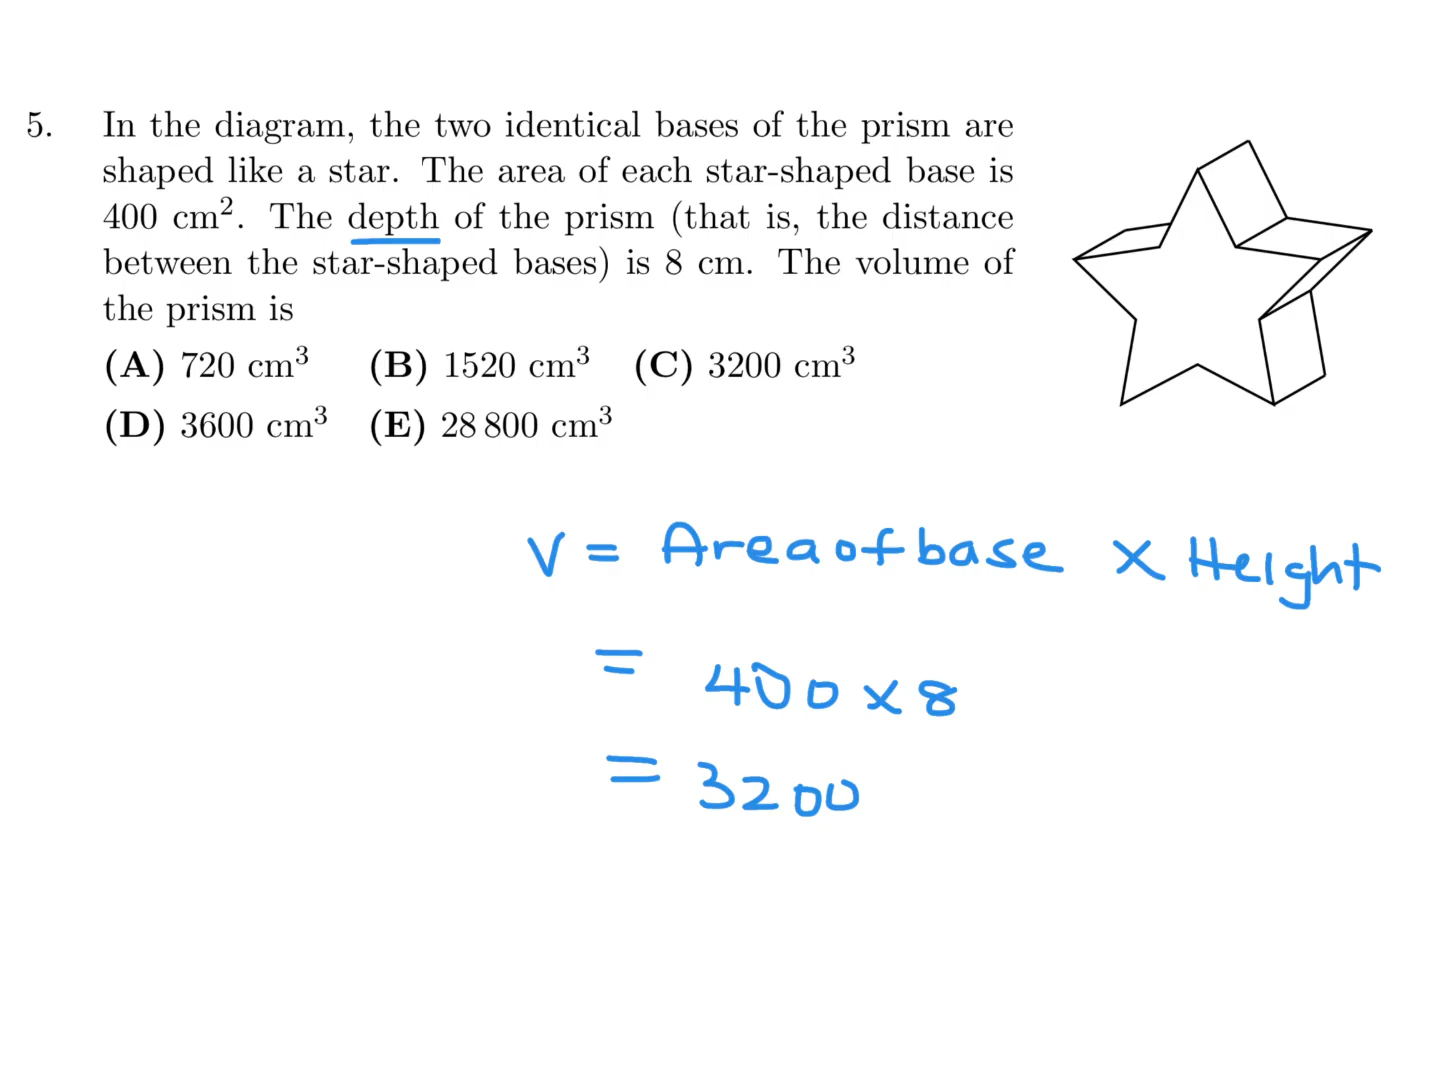 5. In the diagram, the two identical bases of the prism are
shaped like a star. The area of each star-shaped base is
400 cm². The depth of the prism (that is, the distance
between the star-shaped bases) is 8 cm. The volume of
the prism is
(A) 720 cm³ (B) 1520 cm³ (C) 3200 cm³
(D) 3600 cm³ (E) 28 800 cm³
V = Area of base × Height
= 400 × 8
= 3200